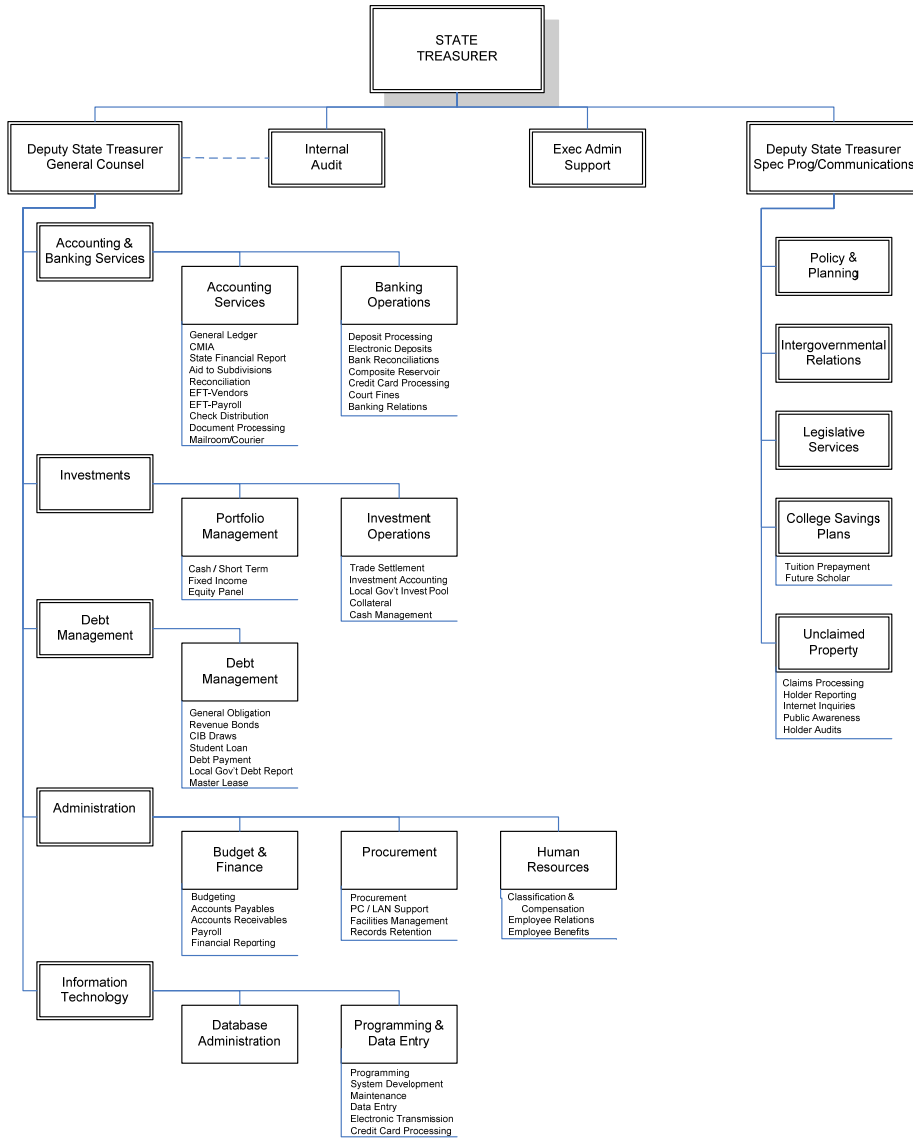 STATE
TREASURER
Deputy State Treasurer
General Counsel
Internal
Audit
Exec Admin
Support
Deputy State Treasurer
Spec Prog/Communications
Accounting &
Banking Services
Accounting
Services
General Ledger
CMIA
State Financial Report
Aid to Subdivisions
Reconciliation
EFT-Vendors
EFT-Payroll
Check Distribution
Document Processing
Mailroom/Courier
Banking
Operations
Deposit Processing
Electronic Deposits
Bank Reconciliations
Composite Reservoir
Credit Card Processing
Court Fines
Banking Relations
Investments
Portfolio
Management
Cash / Short Term
Fixed Income
Equity Panel
Investment
Operations
Trade Settlement
Investment Accounting
Local Gov't Invest Pool
Collateral
Cash Management
Debt
Management
Debt
Management
General Obligation
Revenue Bonds
CIB Draws
Student Loan
Debt Payment
Local Gov't Debt Report
Master Lease
Administration
Budget &
Finance
Budgeting
Accounts Payables
Accounts Receivables
Payroll
Financial Reporting
Procurement
Procurement
PC / LAN Support
Facilities Management
Records Retention
Human
Resources
Classification &
Compensation
Employee Relations
Employee Benefits
Information
Technology
Database
Administration
Programming &
Data Entry
Programming
System Development
Maintenance
Data Entry
Electronic Transmission
Credit Card Processing
Policy &
Planning
Intergovernmental
Relations
Legislative
Services
College Savings
Plans
Tuition Prepayment
Future Scholar
Unclaimed
Property
Claims Processing
Holder Reporting
Internet Inquiries
Public Awareness
Holder Audits